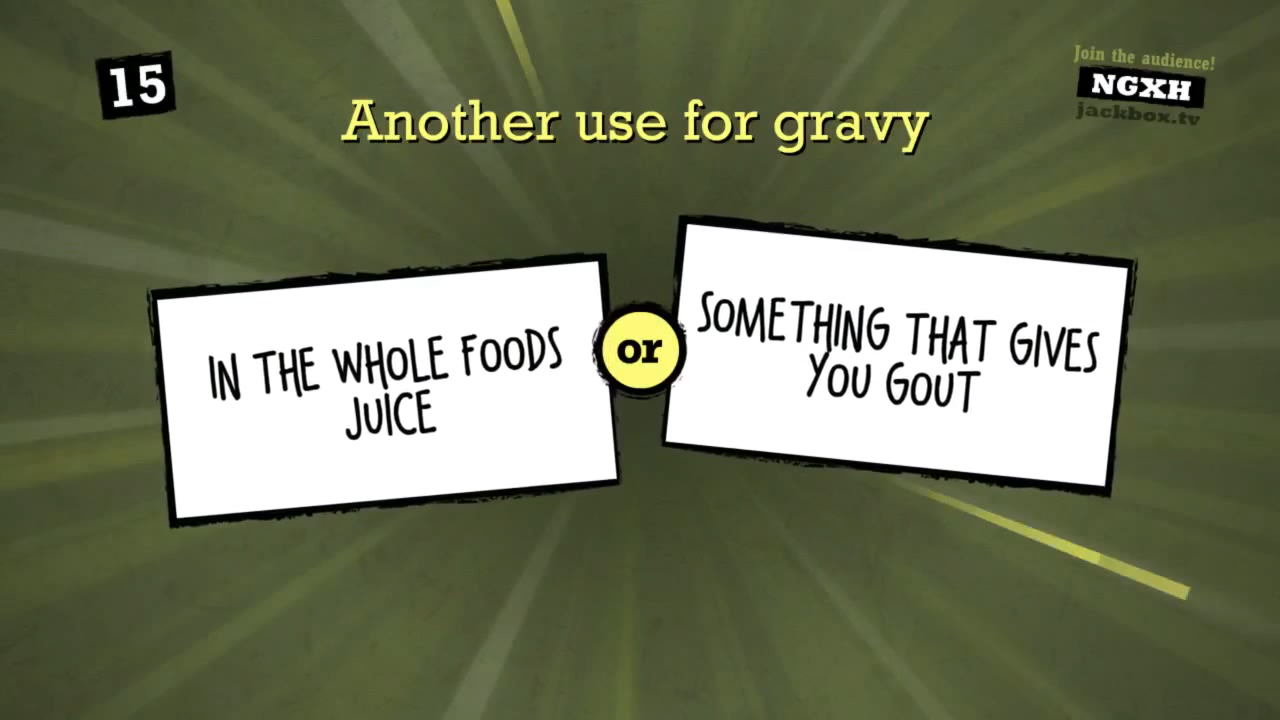 15
Join the audience!
NGXH
jackbox.tv
Another use for gravy
IN THE WHOLE FOODS
JUICE
or
SOMETHING THAT GIVES
YOU GOUT